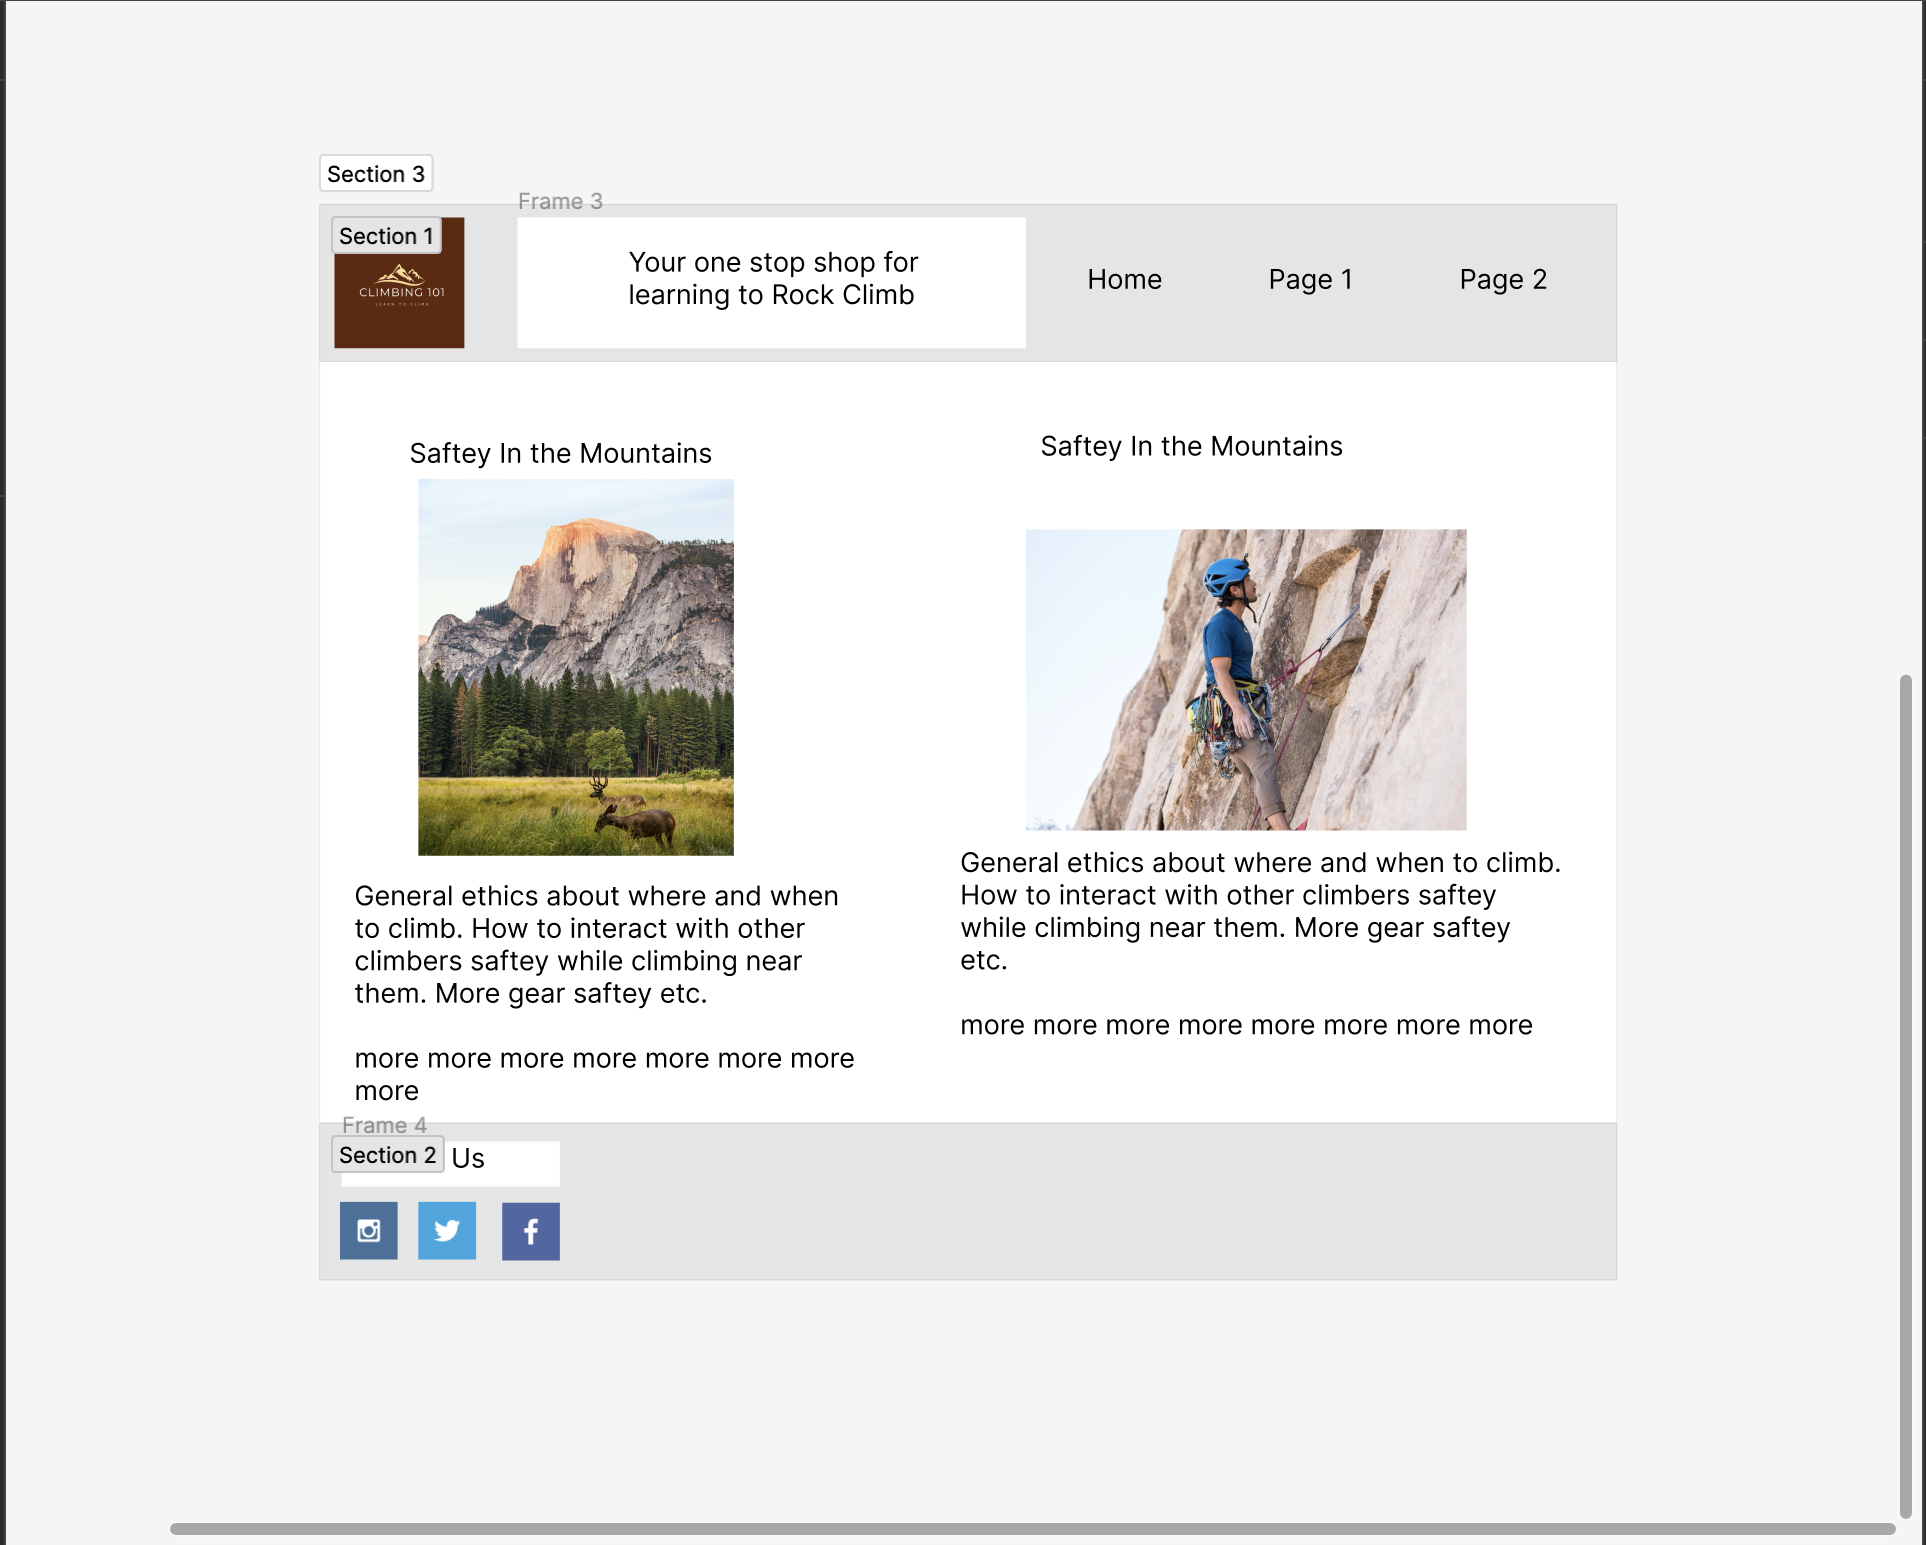 Section 3
Frame 3
Section 1
CLIMBING 101
LEARN TO CLIMB
Your one stop shop for
learning to Rock Climb
Home
Page 1
Page 2
Saftey In the Mountains
General ethics about where and when
to climb. How to interact with other
climbers saftey while climbing near
them. More gear saftey etc.
more more more more more more more
more
Saftey In the Mountains
General ethics about where and when to climb.
How to interact with other climbers saftey
while climbing near them. More gear saftey
etc.
more more more more more more more more
Frame 4
Section 2
Us